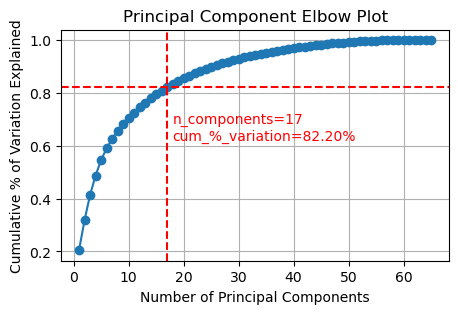 Principal Component Elbow Plot
Cumulative % of Variation Explained
1.0
0.8
0.6
0.4
0.2
n_components=17
cum_%_variation=82.20%
0 10 20 30 40 50 60
Number of Principal Components